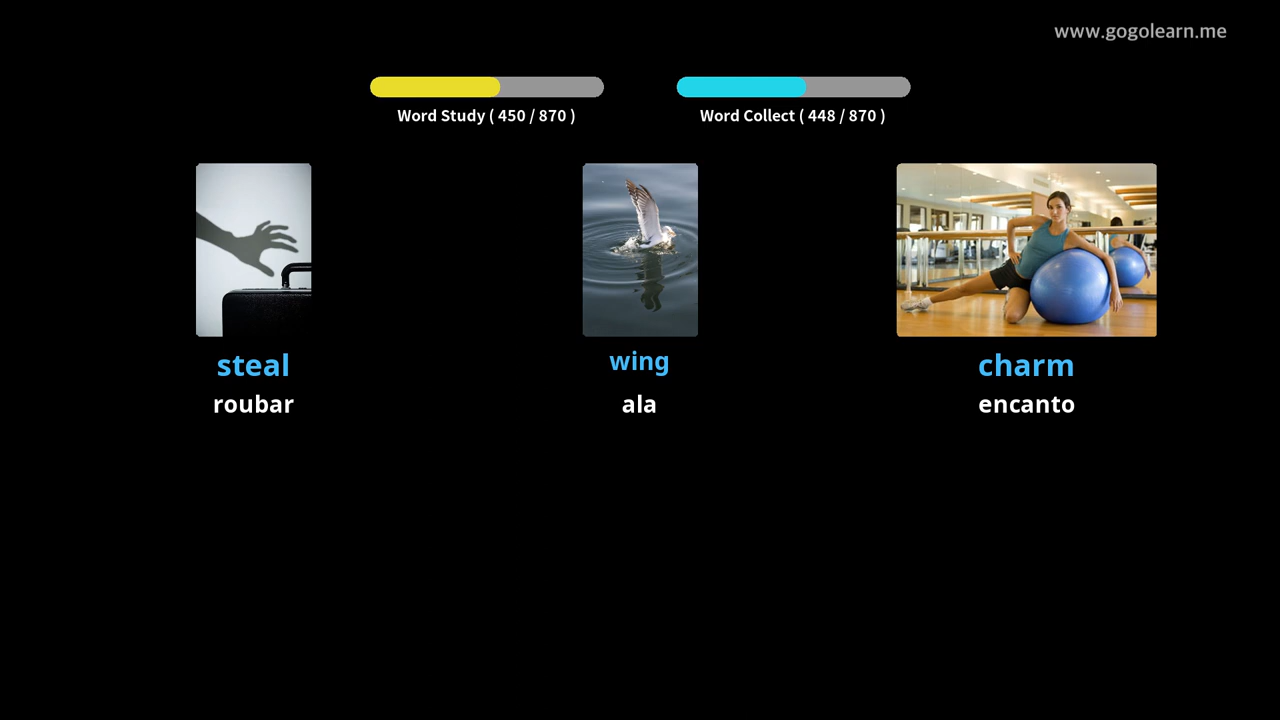 www.gogolearn.me
Word Study ( 450 / 870 )
Word Collect ( 448 / 870 )
steal
wing
charm
roubar
ala
encanto